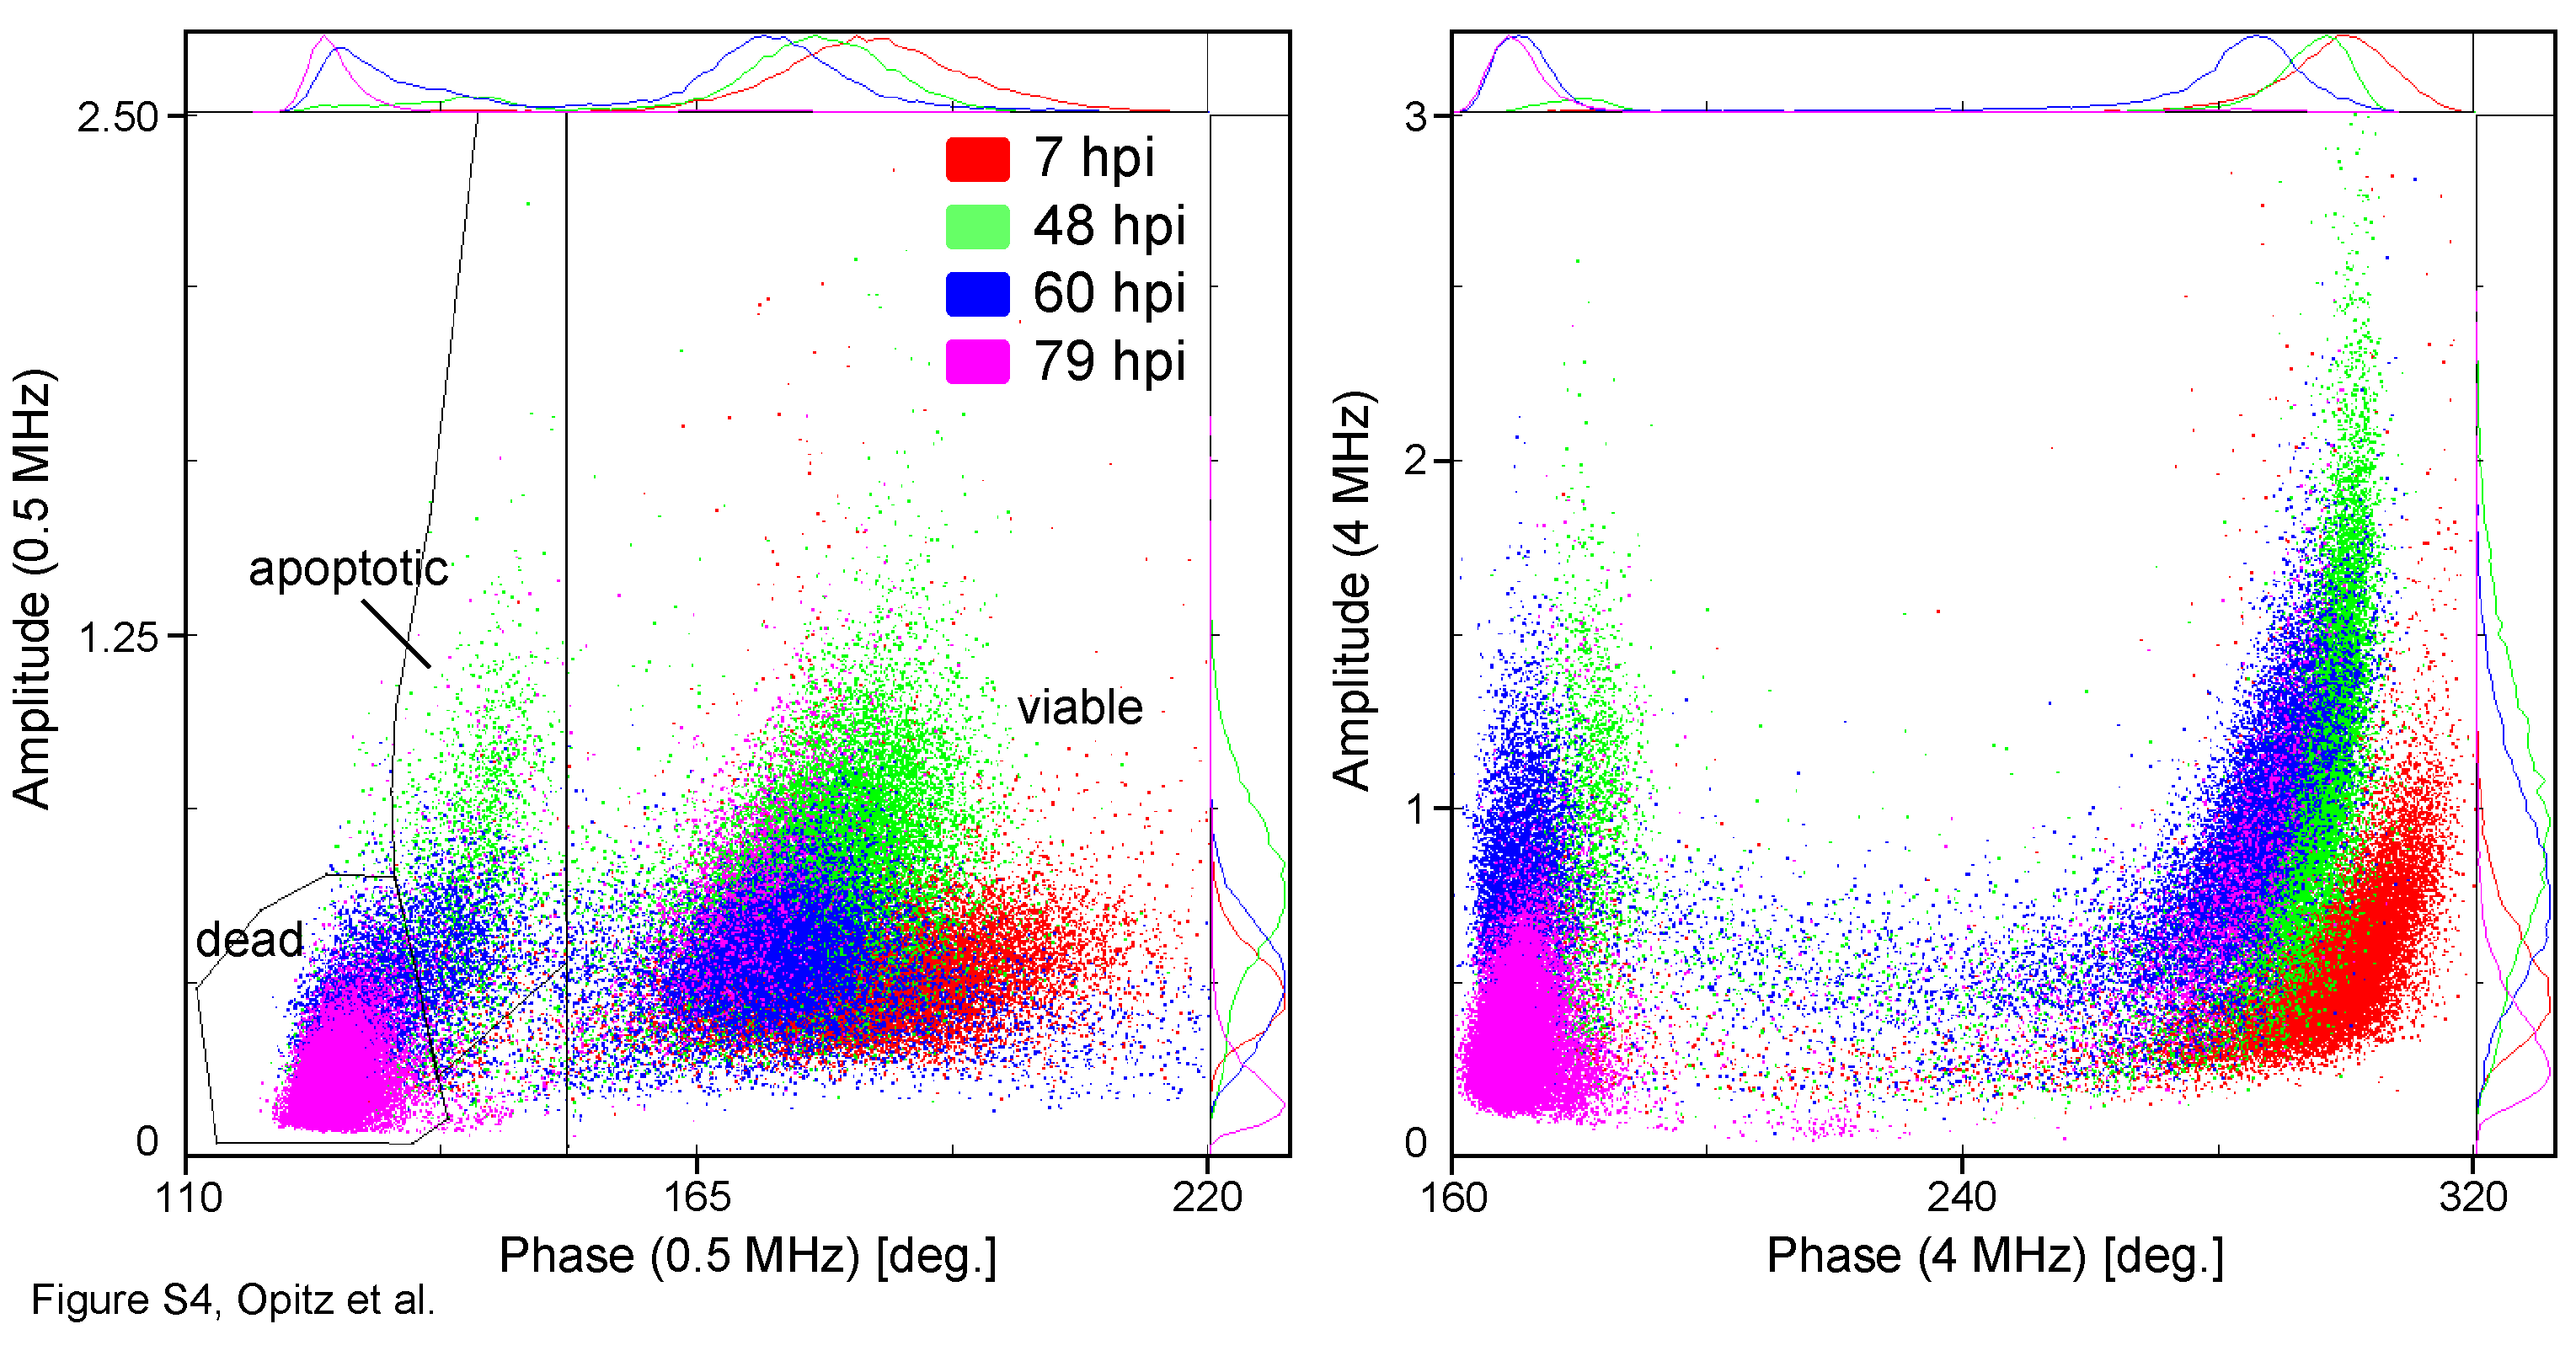 2.50
1.25
0
Amplitude (0.5 MHz)
7 hpi
48 hpi
60 hpi
79 hpi
apoptotic
viable
dead
110
165
220
Phase (0.5 MHz) [deg.]
3
2
1
0
Amplitude (4 MHz)
160
240
320
Phase (4 MHz) [deg.]
Figure S4, Opitz et al.